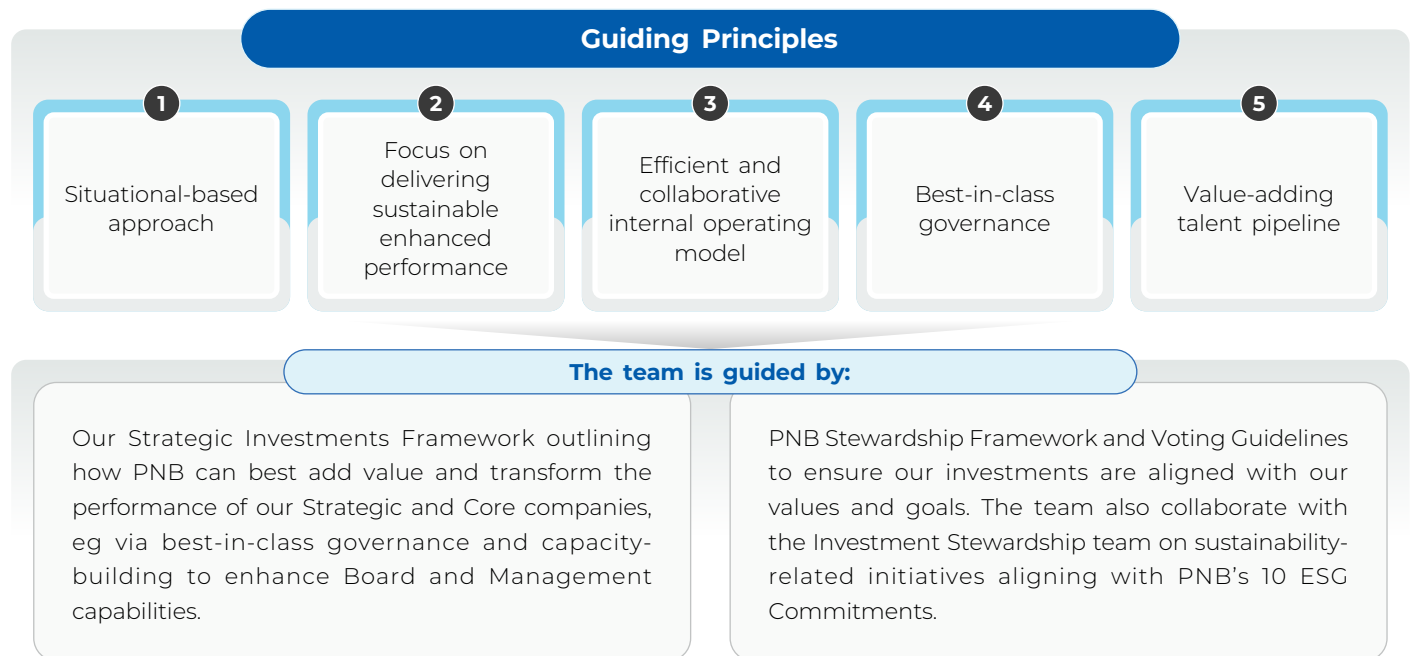 Guiding Principles
1
Situational-based
approach
2
Focus on
delivering
sustainable
enhanced
performance
3
Efficient and
collaborative
internal operating
model
4
Best-in-class
governance
5
Value-adding
talent pipeline
The team is guided by:
Our Strategic Investments Framework outlining
how PNB can best add value and transform the
performance of our Strategic and Core companies,
eg via best-in-class governance and capacity-
building to enhance Board and Management
capabilities.
PNB Stewardship Framework and Voting Guidelines
to ensure our investments are aligned with our
values and goals. The team also collaborate with
the Investment Stewardship team on sustainability-
related initiatives aligning with PNB’s 10 ESG
Commitments.